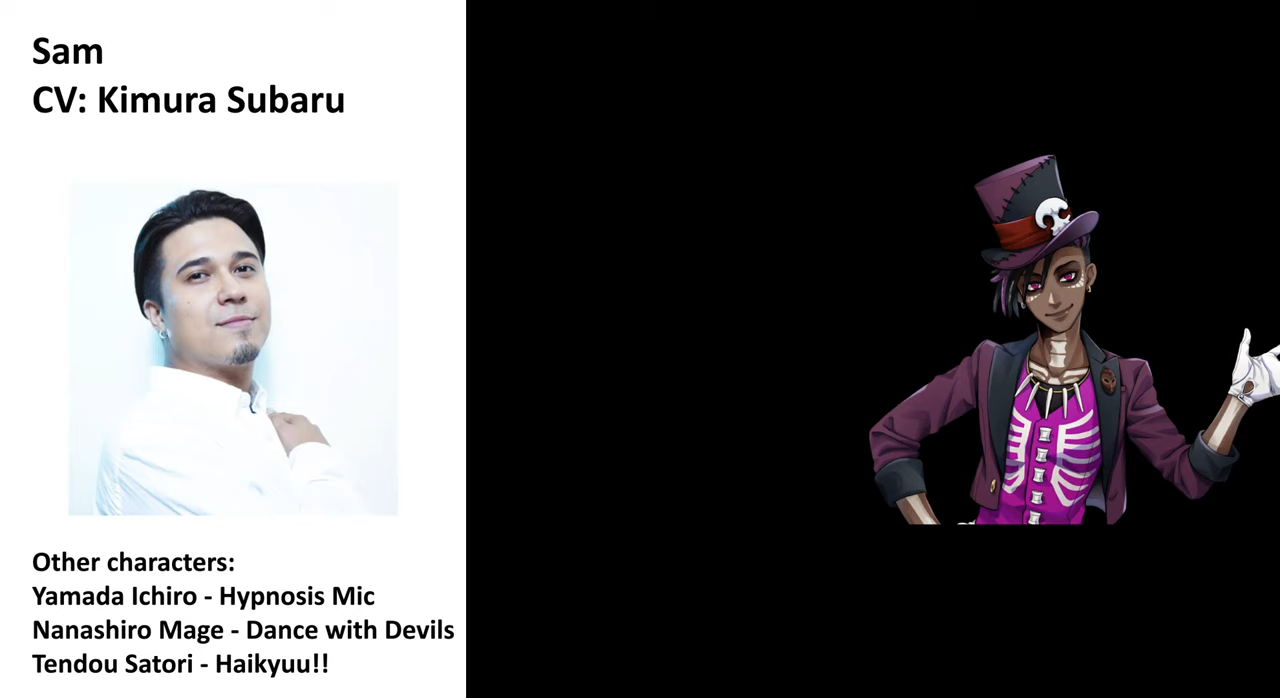 Sam
CV: Kimura Subaru
Other characters:
Yamada Ichiro - Hypnosis Mic
Nanashiro Mage - Dance with Devils
Tendou Satori - Haikyuu!!